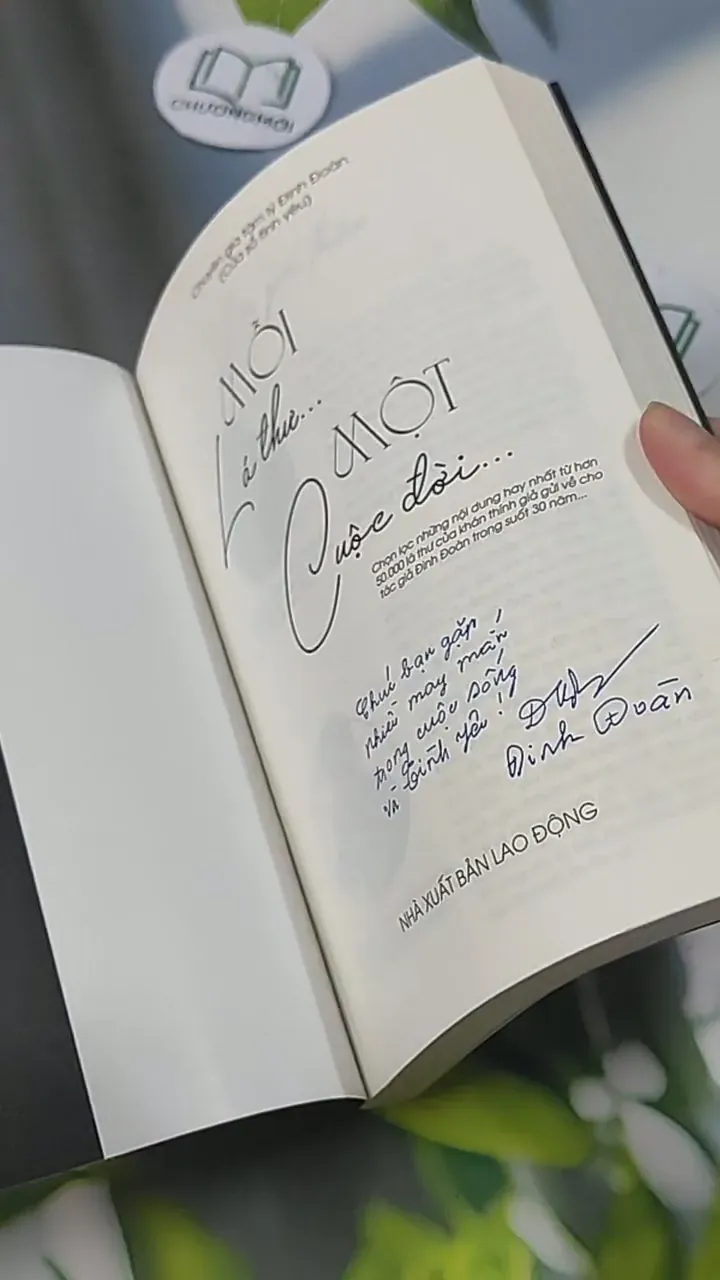 CHƯƠNG MỚI
Chuyên gia tâm lý Đinh Đoàn
(Cửa sổ tình yêu)
MỖI
Lá thư...
MỘT
Cuộc đời...
Chọn lọc những nội dung hay nhất từ hơn
50.000 lá thư của khán thính giả gửi về cho
tác giả Đinh Đoàn trong suốt 30 năm...
Chúc bạn gặp
nhiều may mắn
trong cuộc sống
và tình yêu!
Đinh Đoàn
NHÀ XUẤT BẢN LAO ĐỘNG